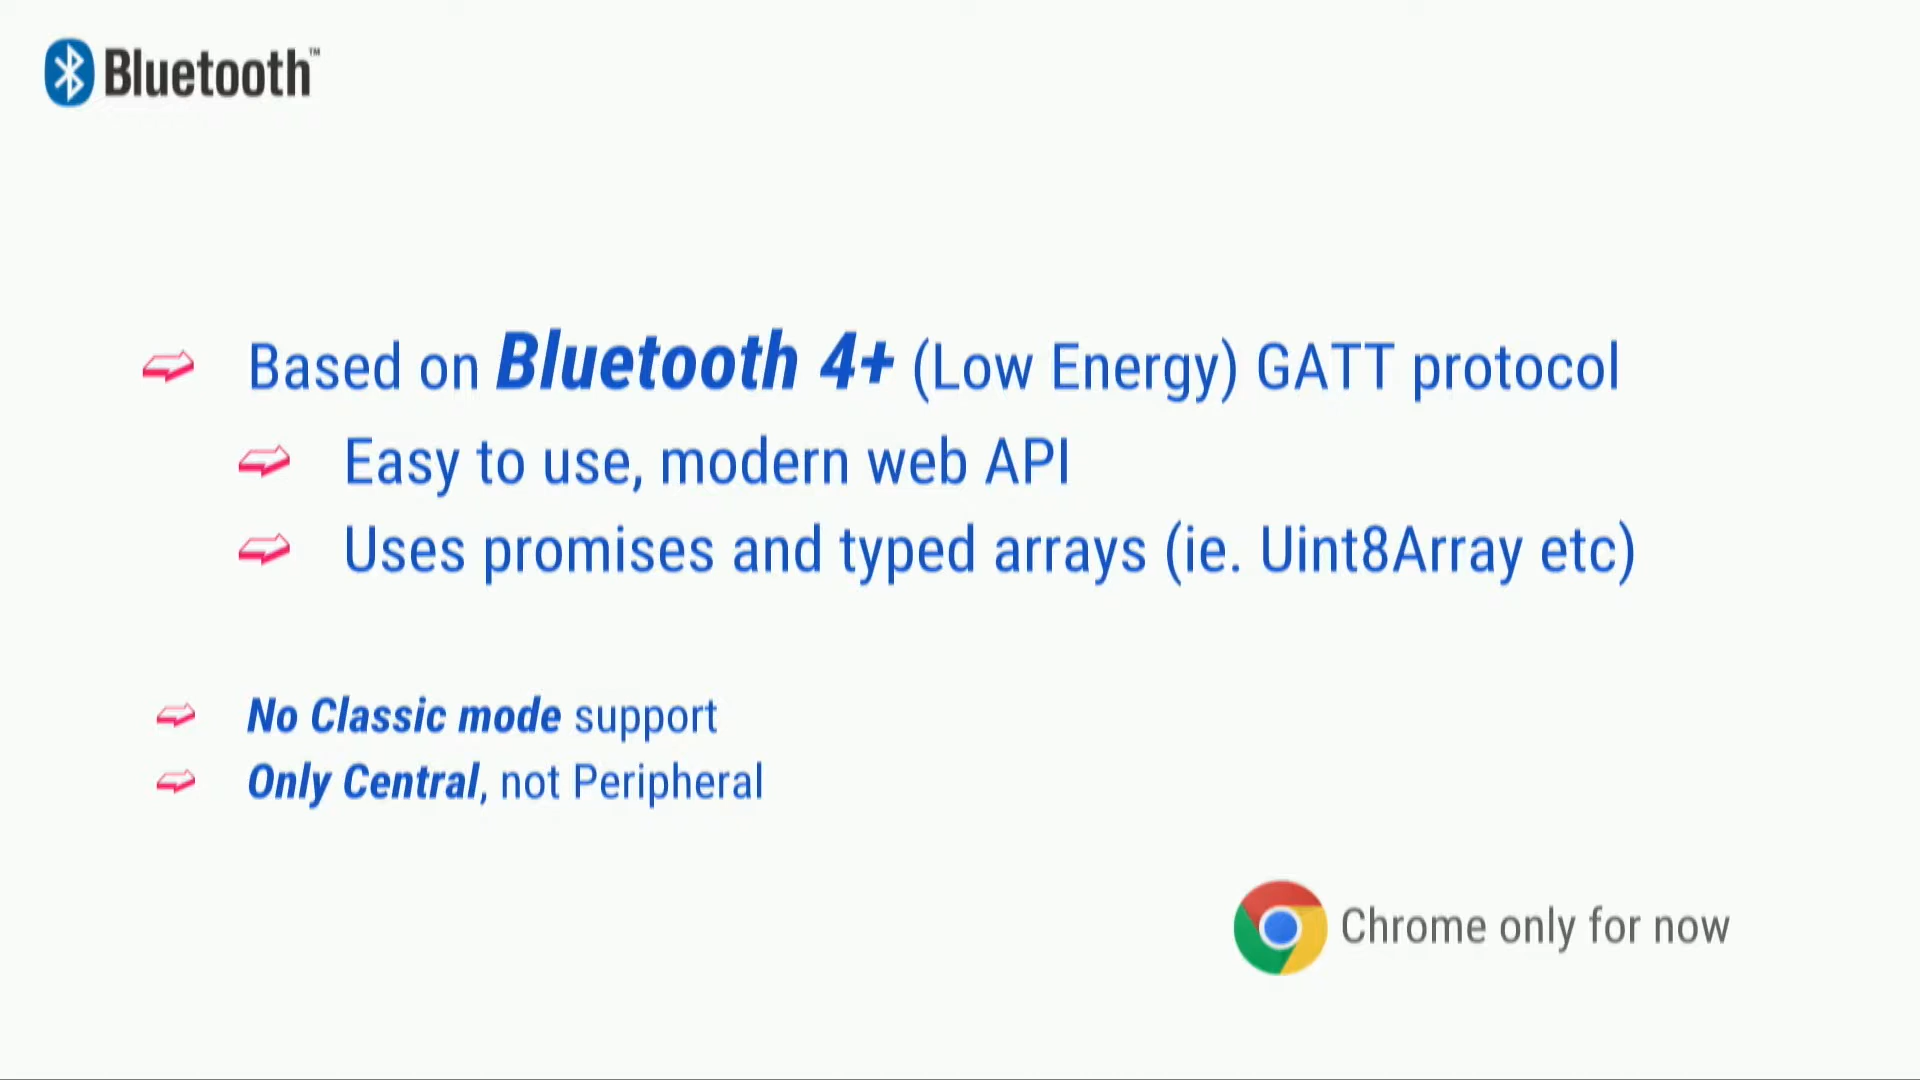 Bluetooth™
Based on Bluetooth 4+ (Low Energy) GATT protocol
Easy to use, modern web API
Uses promises and typed arrays (ie. Uint8Array etc)
No Classic mode support
Only Central, not Peripheral
Chrome only for now